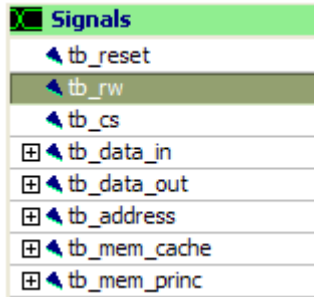 Signals
tb_reset
tb_rw
tb_cs
tb_data_in
tb_data_out
tb_address
tb_mem_cache
tb_mem_princ